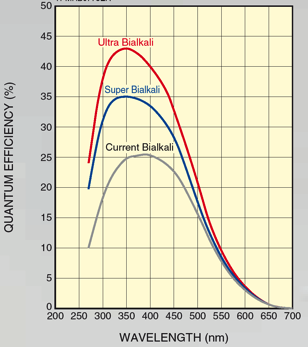 50
45
40
35
30
25
20
15
10
5
0
QUANTUM EFFICIENCY (%)
Ultra Bialkali
Super Bialkali
Current Bialkali
200 250 300 350 400 450 500 550 600 650 700
WAVELENGTH (nm)